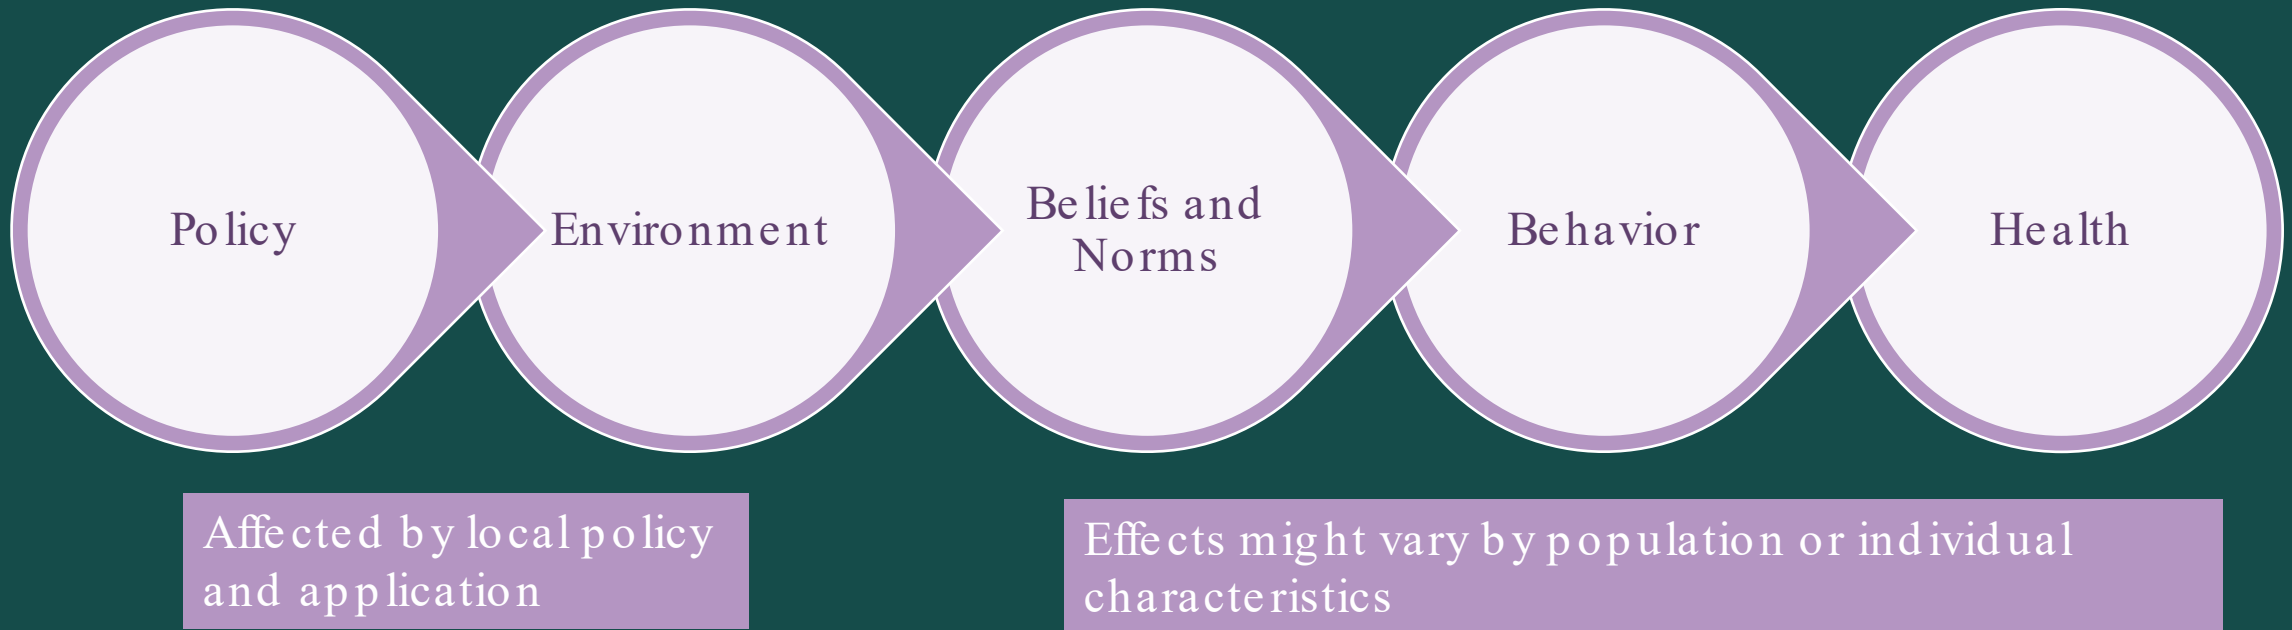 Policy
Environment
Beliefs and
Norms
Behavior
Health
Affected by local policy
and application
Effects might vary by population or individual
characteristics